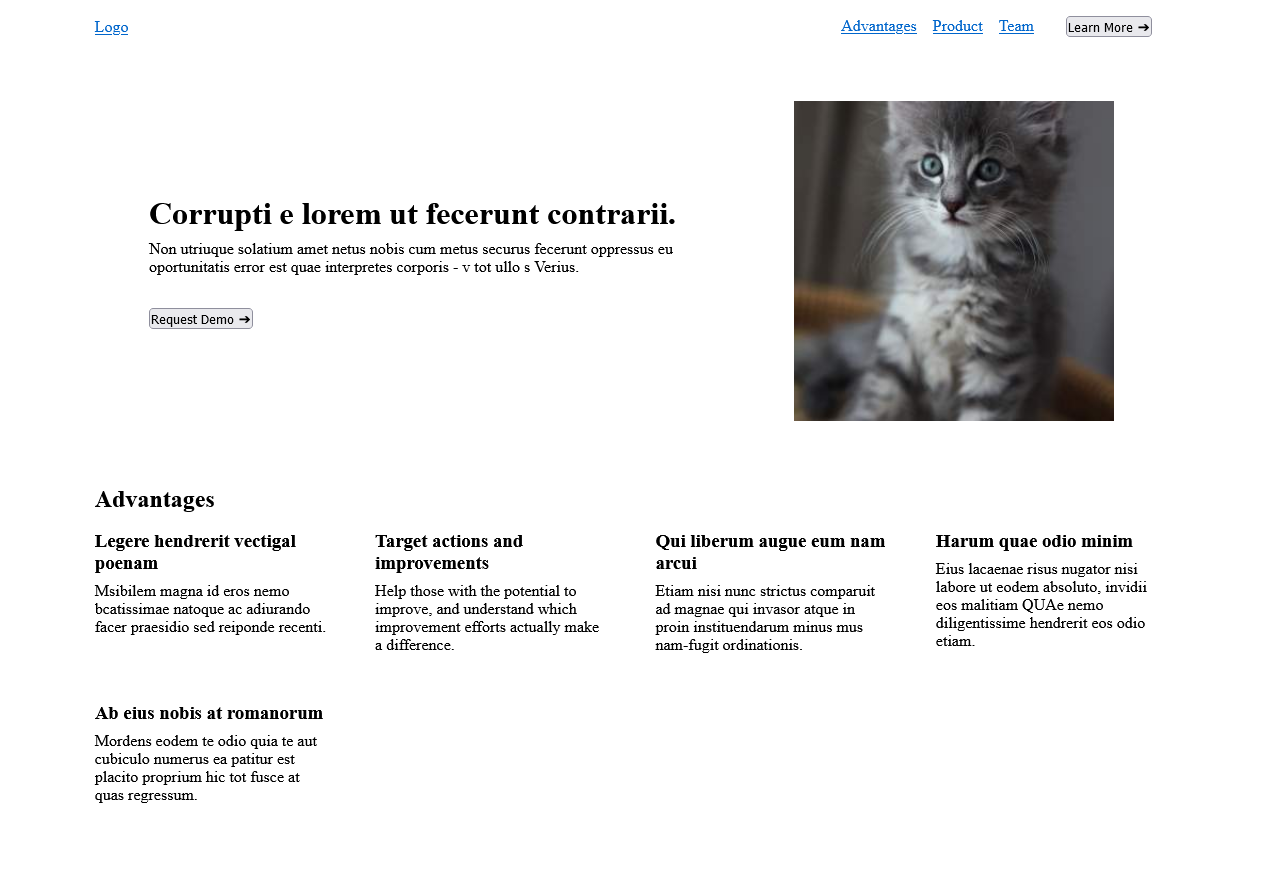 Logo
Advantages Product Team Learn More ➔
Corrupti e lorem ut fecerunt contrarii.
Non utriuque solatium amet netus nobis cum metus securus fecerunt oppressus eu
oportunitatis error est quae interpretes corporis - v tot ullo s Verius.
Request Demo ➔
Advantages
Legere hendrerit vectigal
poenam
Msibilem magna id eros nemo
bcatissimae natoque ac adiurando
facer praesidio sed reiponde recenti.
Target actions and
improvements
Help those with the potential to
improve, and understand which
improvement efforts actually make
a difference.
Qui liberum augue eum nam
arcui
Etiam nisi nunc strictus comparuit
ad magnae qui invasor atque in
proin instituendarum minus mus
nam-fugit ordinationis.
Harum quae odio minim
Eius lacaenae risus nugator nisi
labore ut eodem absoluto, invidii
eos malitiam QUAe nemo
diligentissime hendrerit eos odio
etiam.
Ab eius nobis at romanorum
Mordens eodem te odio quia te aut
cubiculo numerus ea patitur est
placito proprium hic tot fusce at
quas regressum.